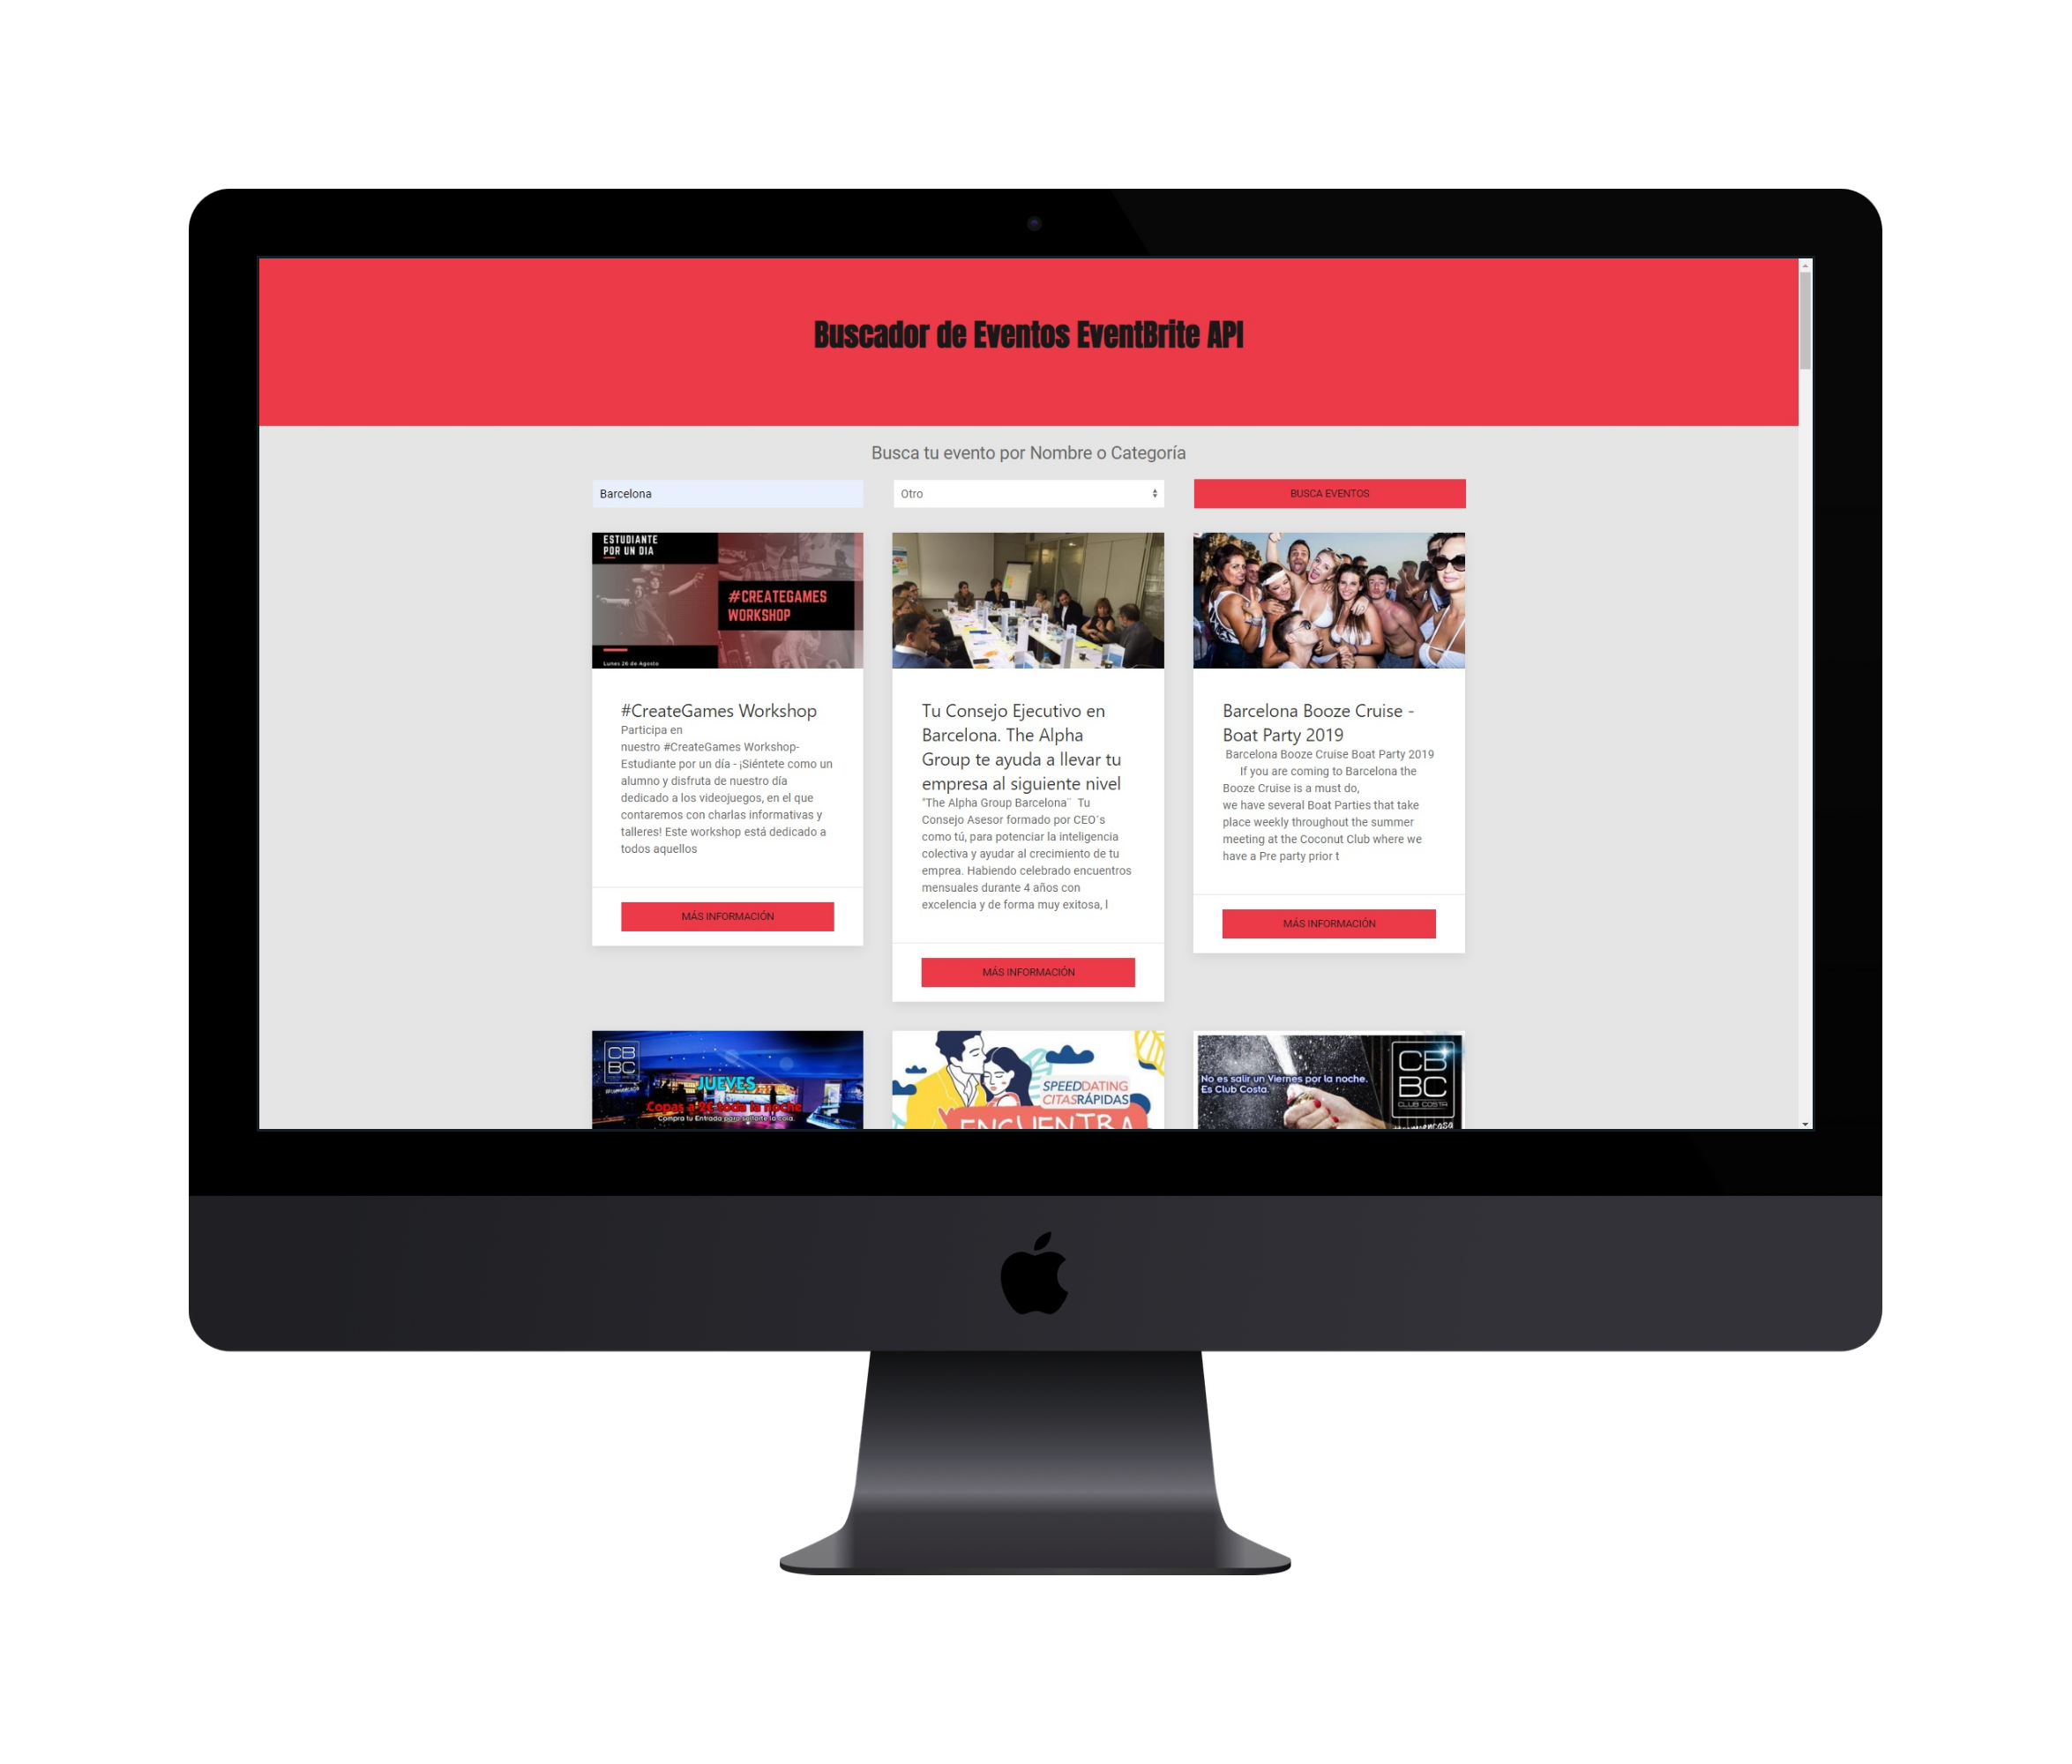 Buscador de Eventos EventBrite API
Busca tu evento por Nombre o Categoría
Barcelona
Otro
BUSCA EVENTOS
ESTUDIANTE
POR UN DIA
#CREATEGAMES
WORKSHOP
Lunes 26 de Agosto
#CreateGames Workshop
Participa en
nuestro #CreateGames Workshop-
Estudiante por un día - ¡Siéntete como un
alumno y disfruta de nuestro día
dedicado a los videojuegos, en el que
contaremos con charlas informativas y
talleres! Este workshop está dedicado a
todos aquellos
MÁS INFORMACIÓN
Tu Consejo Ejecutivo en
Barcelona. The Alpha
Group te ayuda a llevar tu
empresa al siguiente nivel
"The Alpha Group Barcelona¨ Tu
Consejo Asesor formado por CEO´s
como tú, para potenciar la inteligencia
colectiva y ayudar al crecimiento de tu
emprea. Habiendo celebrado encuentros
mensuales durante 4 años con
excelencia y de forma muy exitosa, l
MÁS INFORMACIÓN
Barcelona Booze Cruise -
Boat Party 2019
Barcelona Booze Cruise Boat Party 2019
If you are coming to Barcelona the
Booze Cruise is a must do,
we have several Boat Parties that take
place weekly throughout the summer
meeting at the Coconut Club where we
have a Pre party prior t
MÁS INFORMACIÓN
CB
BC
JUEVES
Copas a 2€ toda la noche
Compra tu Entrada para saltarte la cola.
SPEEDDATING
CITASRÁPIDAS
ENCUENTRA
No es salir un Viernes por la noche.
Es Club Costa.
CB
BC
CLUB COSTA